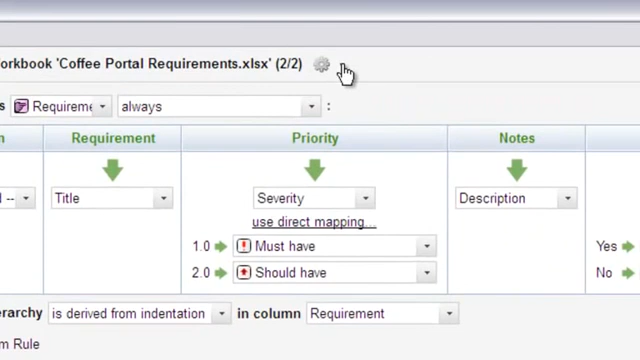 orkbook 'Coffee Portal Requirements.xlsx' (2/2)
s Requireme always :
n Requirement Priority Notes
d -- Title Severity Description
use direct mapping...
1.0 Must have Yes
2.0 Should have No
erarchy is derived from indentation in column Requirement
m Rule